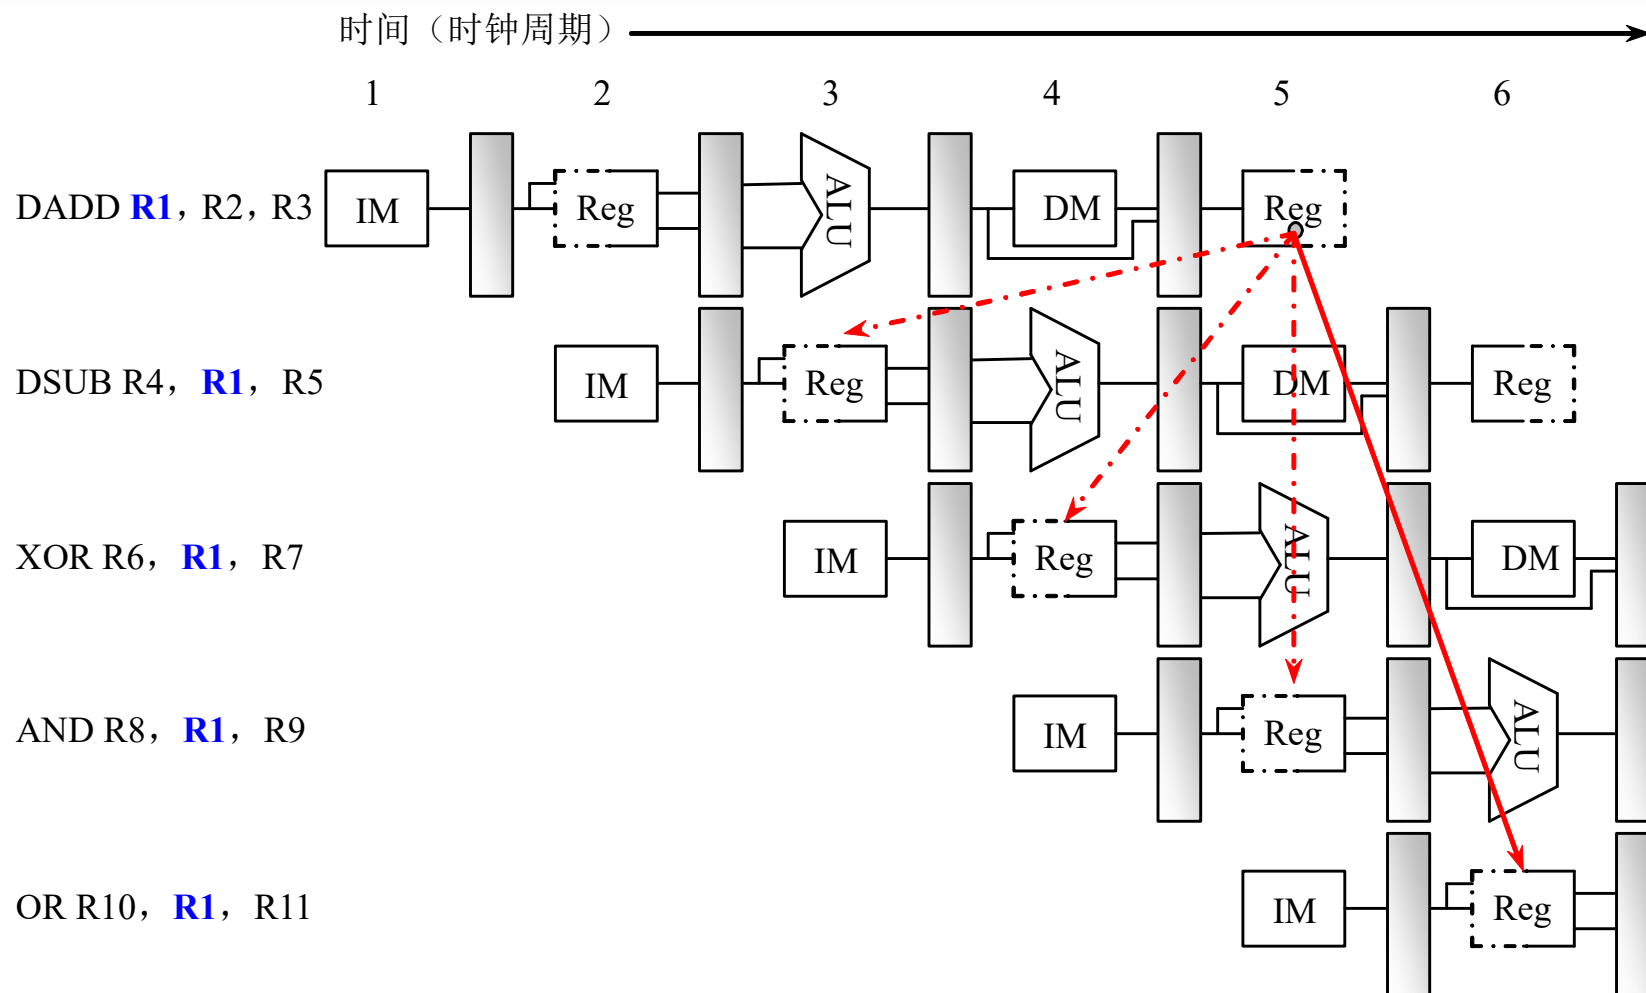 时间（时钟周期）
1 2 3 4 5 6
DADD R1，R2，R3 IM Reg ALU DM Reg
DSUB R4，R1，R5 IM Reg ALU DM Reg
XOR R6，R1，R7 IM Reg ALU DM
AND R8，R1，R9 IM Reg ALU
OR R10，R1，R11 IM Reg